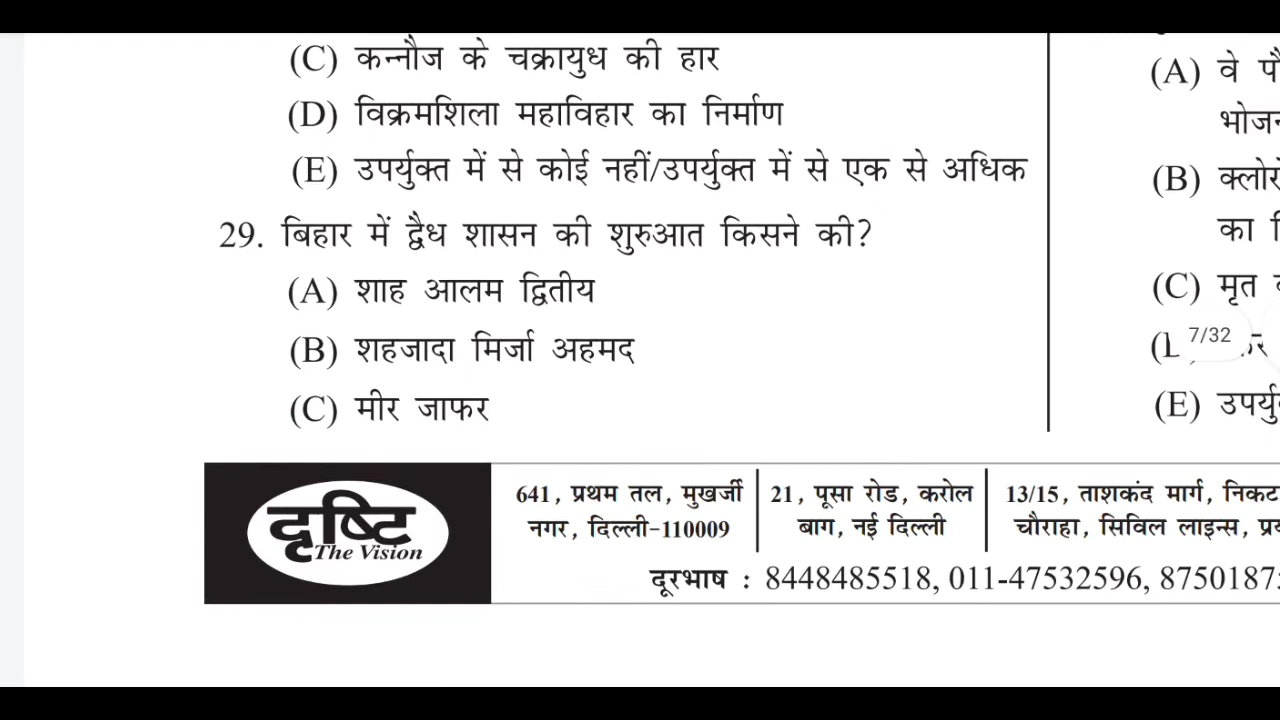 (C) कन्नौज के चक्रायुध की हार
(D) विक्रमशिला महाविहार का निर्माण
(E) उपर्युक्त में से कोई नहीं/उपर्युक्त में से एक से अधिक
29. बिहार में द्वैध शासन की शुरुआत किसने की?
(A) शाह आलम द्वितीय
(B) शहजादा मिर्जा अहमद
(C) मीर जाफर
(A) वे
(B)
का
(C) मृत
7/32
(E)
दृष्टि
The Vision
641, प्रथम तल, मुखर्जी
नगर, दिल्ली-110009
21, पूसा रोड, करोल
बाग, नई दिल्ली
13/15, ताशकंद मार्ग, निकट
चौराहा, सिविल लाइन्स,
दूरभाष : 8448485518, 011-47532596,